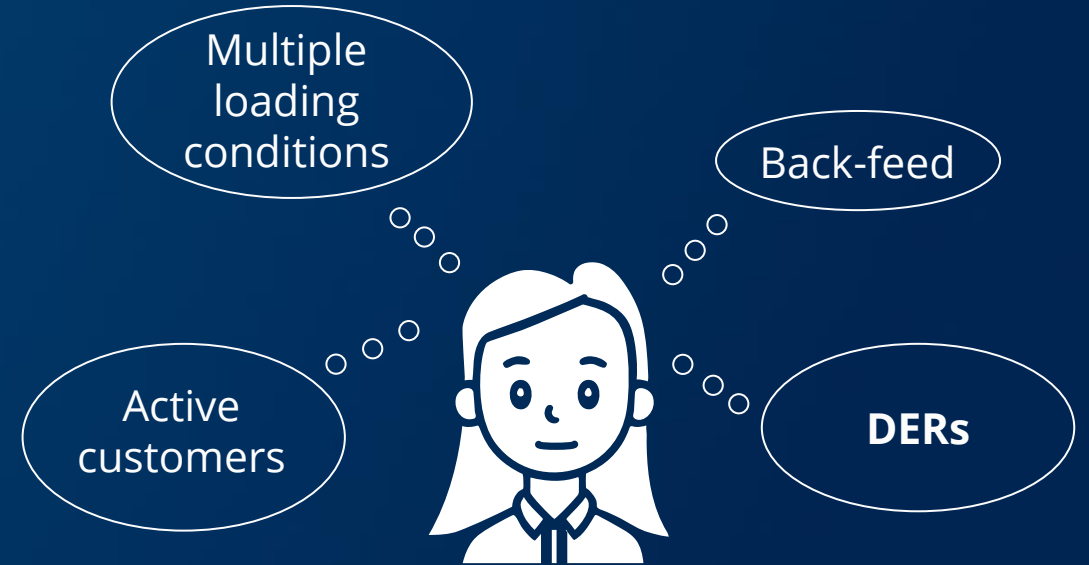 Multiple
loading
conditions
Back-feed
Active
customers
DERs